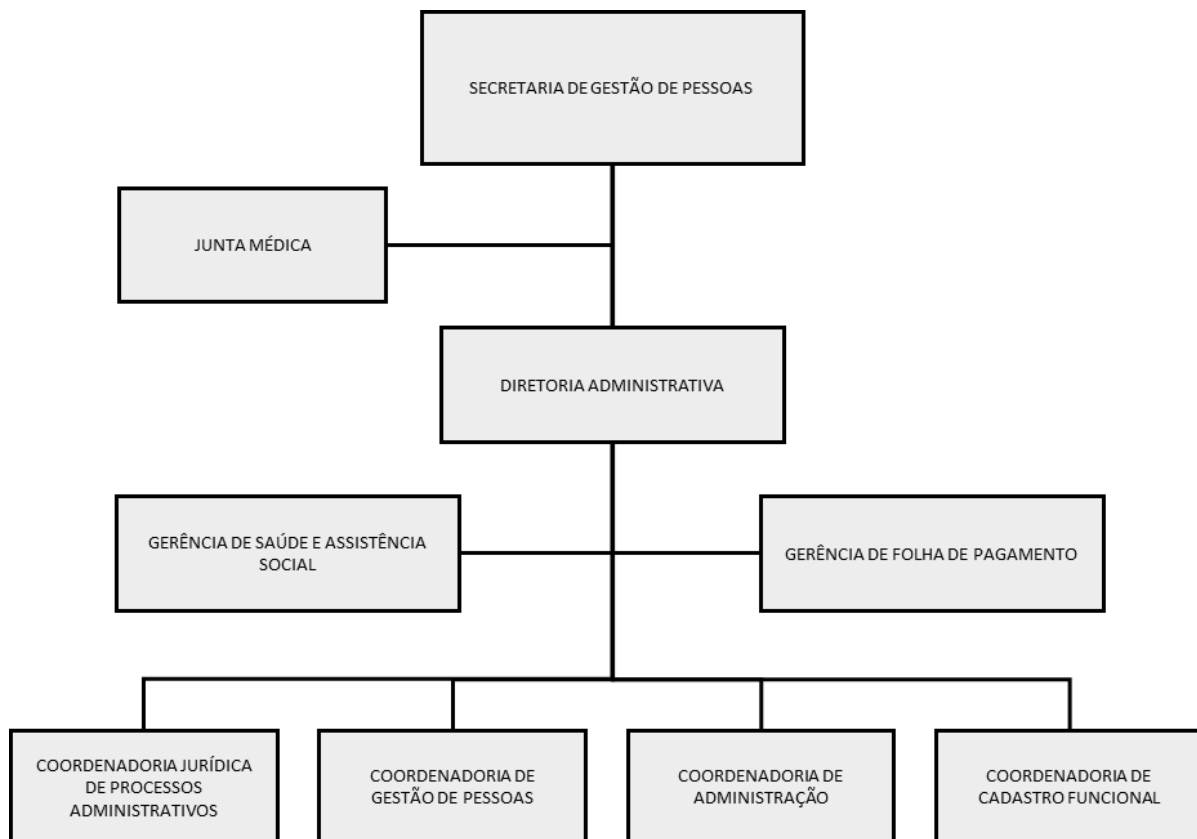 SECRETARIA DE GESTÃO DE PESSOAS
JUNTA MÉDICA
DIRETORIA ADMINISTRATIVA
GERÊNCIA DE SAÚDE E ASSISTÊNCIA
SOCIAL
GERÊNCIA DE FOLHA DE PAGAMENTO
COORDENADORIA JURÍDICA
DE PROCESSOS
ADMINISTRATIVOS
COORDENADORIA DE
GESTÃO DE PESSOAS
COORDENADORIA DE
ADMINISTRAÇÃO
COORDENADORIA DE
CADASTRO FUNCIONAL